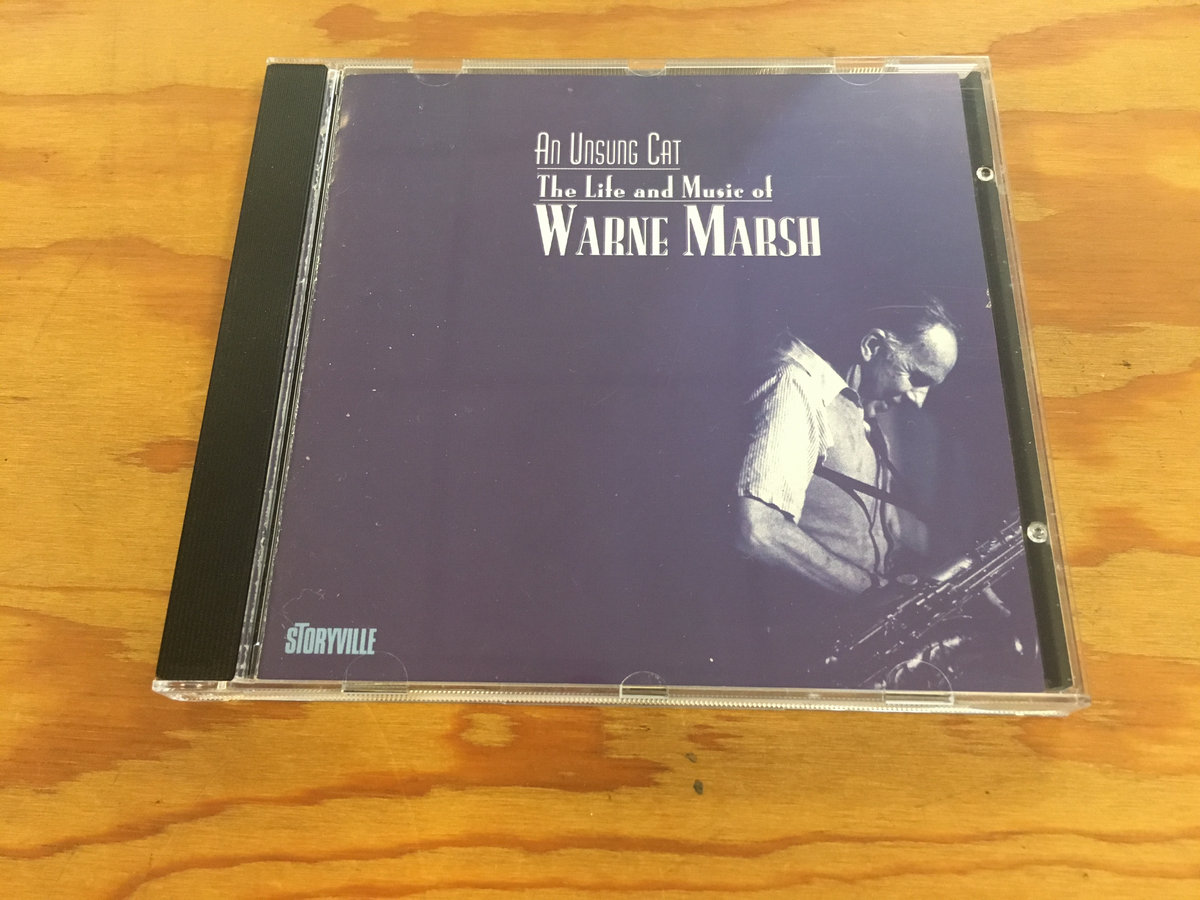 An Unsung Cat
The Life and Music of
Warne Marsh
STORYVILLE